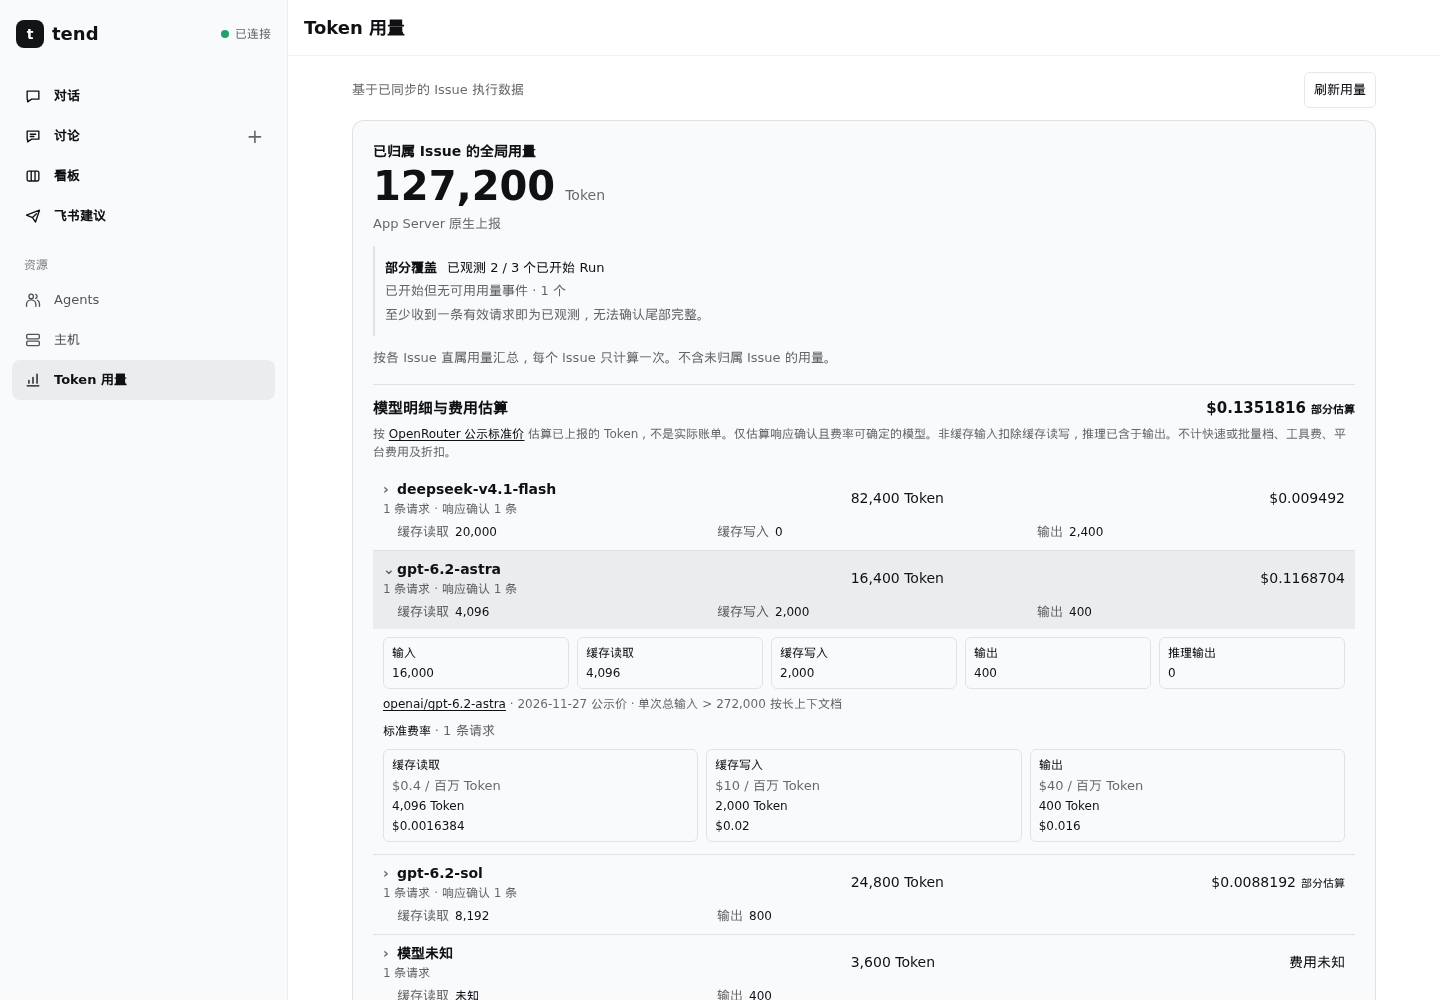 t tend
已连接
对话
讨论
看板
飞书建议
资源
Agents
主机
Token 用量
Token 用量
基于已同步的 Issue 执行数据
刷新用量
已归属 Issue 的全局用量
127,200 Token
App Server 原生上报
部分覆盖 已观测 2 / 3 个已开始 Run
已开始但无可用用量事件 · 1 个
至少收到一条有效请求即为已观测，无法确认尾部完整。
按各 Issue 直属用量汇总，每个 Issue 只计算一次。不含未归属 Issue 的用量。
模型明细与费用估算
$0.1351816 部分估算
按 OpenRouter 公示标准价 估算已上报的 Token，不是实际账单。仅估算响应确认且费率可确定的模型。非缓存输入扣除缓存读写，推理已含于输出。不计快速或批量档、工具费、平
台费用及折扣。
› deepseek-v4.1-flash
1 条请求 · 响应确认 1 条
82,400 Token
$0.009492
缓存读取 20,000
缓存写入 0
输出 2,400
⌄ gpt-6.2-astra
1 条请求 · 响应确认 1 条
16,400 Token
$0.1168704
缓存读取 4,096
缓存写入 2,000
输出 400
输入
16,000
缓存读取
4,096
缓存写入
2,000
输出
400
推理输出
0
openai/gpt-6.2-astra · 2026-11-27 公示价 · 单次总输入 > 272,000 按长上下文档
标准费率 · 1 条请求
缓存读取
$0.4 / 百万 Token
4,096 Token
$0.0016384
缓存写入
$10 / 百万 Token
2,000 Token
$0.02
输出
$40 / 百万 Token
400 Token
$0.016
› gpt-6.2-sol
1 条请求 · 响应确认 1 条
24,800 Token
$0.0088192 部分估算
缓存读取 8,192
输出 800
› 模型未知
1 条请求
3,600 Token
费用未知
缓存读取 未知
输出 400